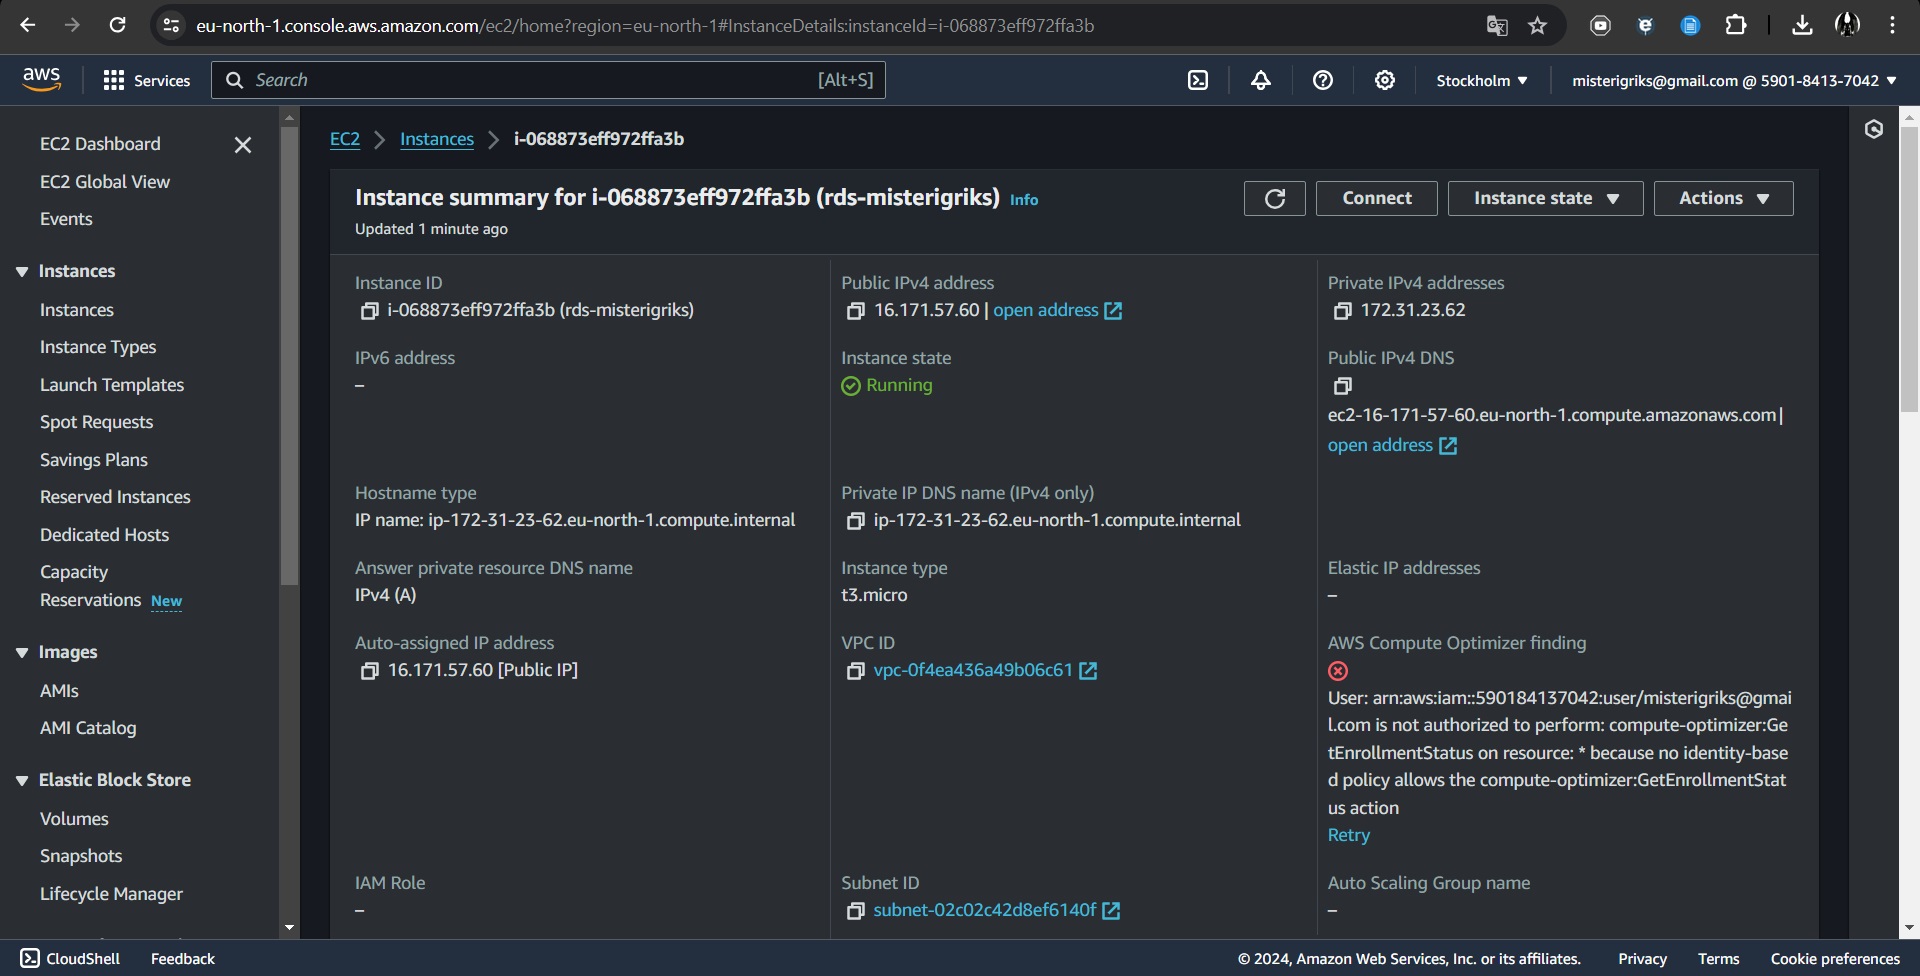 eu-north-1.console.aws.amazon.com/ec2/home?region=eu-north-1#InstanceDetails:instanceId=i-068873eff972ffa3b
aws
Services
Search
[Alt+S]
Stockholm
misterigriks@gmail.com @ 5901-8413-7042
EC2 Dashboard
EC2 Global View
Events
Instances
Instances
Instance Types
Launch Templates
Spot Requests
Savings Plans
Reserved Instances
Dedicated Hosts
Capacity
Reservations New
Images
AMIs
AMI Catalog
Elastic Block Store
Volumes
Snapshots
Lifecycle Manager
EC2 > Instances > i-068873eff972ffa3b
Instance summary for i-068873eff972ffa3b (rds-misterigriks) Info
Updated 1 minute ago
Connect
Instance state
Actions
Instance ID
i-068873eff972ffa3b (rds-misterigriks)
Public IPv4 address
16.171.57.60 | open address
Private IPv4 addresses
172.31.23.62
IPv6 address
–
Instance state
Running
Public IPv4 DNS
ec2-16-171-57-60.eu-north-1.compute.amazonaws.com |
open address
Hostname type
IP name: ip-172-31-23-62.eu-north-1.compute.internal
Private IP DNS name (IPv4 only)
ip-172-31-23-62.eu-north-1.compute.internal
Answer private resource DNS name
IPv4 (A)
Instance type
t3.micro
Elastic IP addresses
–
Auto-assigned IP address
16.171.57.60 [Public IP]
VPC ID
vpc-0f4ea436a49b06c61
AWS Compute Optimizer finding
User: arn:aws:iam::590184137042:user/misterigriks@gmai
l.com is not authorized to perform: compute-optimizer:Ge
tEnrollmentStatus on resource: * because no identity-base
d policy allows the compute-optimizer:GetEnrollmentStat
us action
Retry
IAM Role
–
Subnet ID
subnet-02c02c42d8ef6140f
Auto Scaling Group name
–
CloudShell
Feedback
© 2024, Amazon Web Services, Inc. or its affiliates.
Privacy
Terms
Cookie preferences